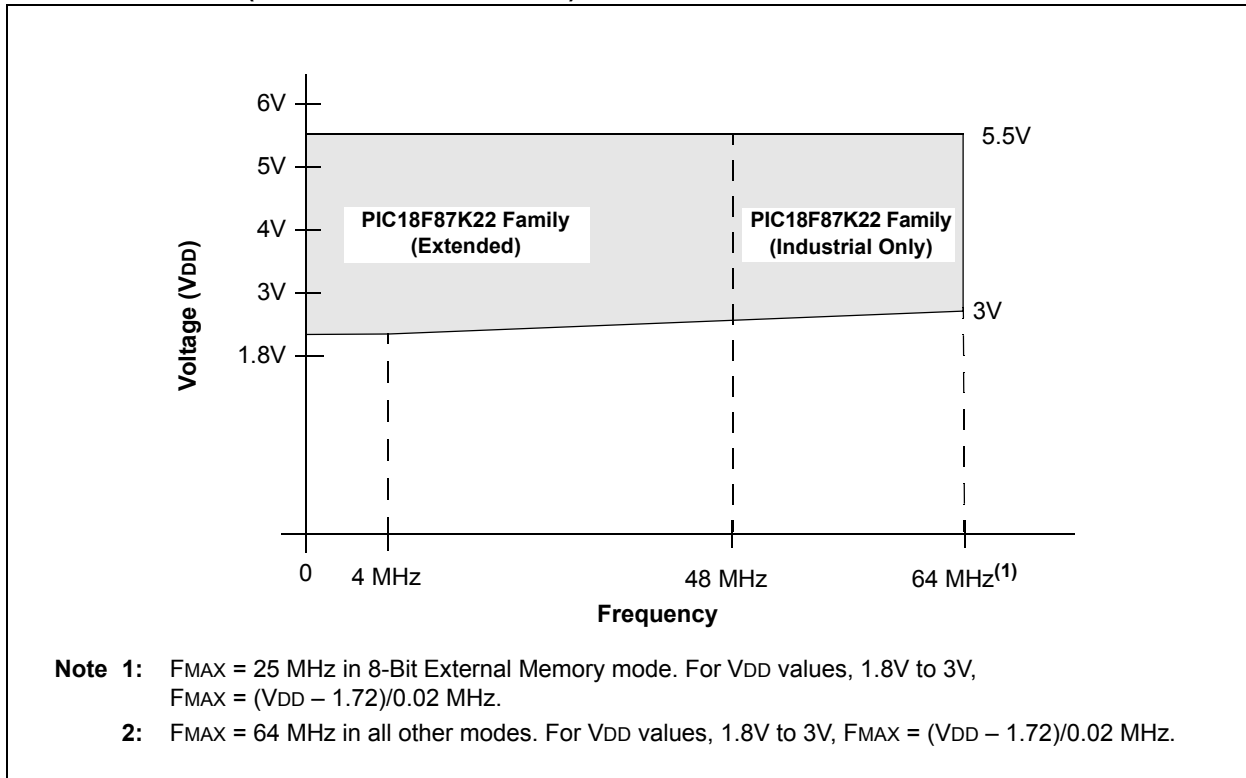 6V
5.5V
5V
PIC18F87K22 Family
(Extended)
PIC18F87K22 Family
(Industrial Only)
4V
Voltage (VDD)
3V
3V
1.8V
0
4 MHz
48 MHz
64 MHz(1)
Frequency
Note 1: FMAX = 25 MHz in 8-Bit External Memory mode. For VDD values, 1.8V to 3V,
FMAX = (VDD – 1.72)/0.02 MHz.
2: FMAX = 64 MHz in all other modes. For VDD values, 1.8V to 3V, FMAX = (VDD – 1.72)/0.02 MHz.